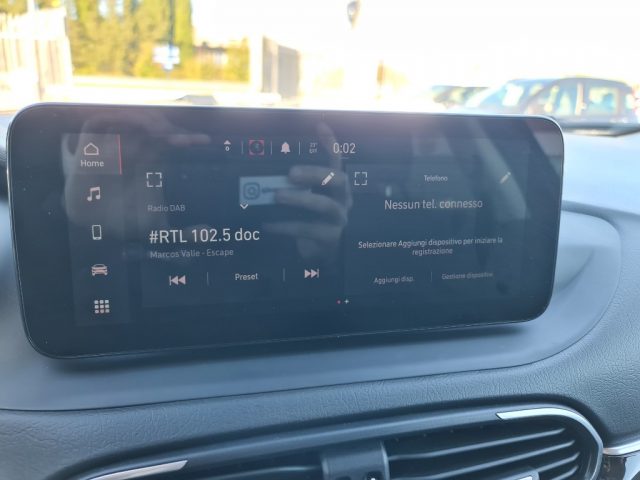 Home
0:02
Radio DAB
#RTL 102.5 doc
Marcos Valle - Escape
Preset
Telefono
Nessun tel. connesso
Selezionare Aggiungi dispositivo per iniziare la
registrazione
Aggiungi disp.
Gestione dispositivi